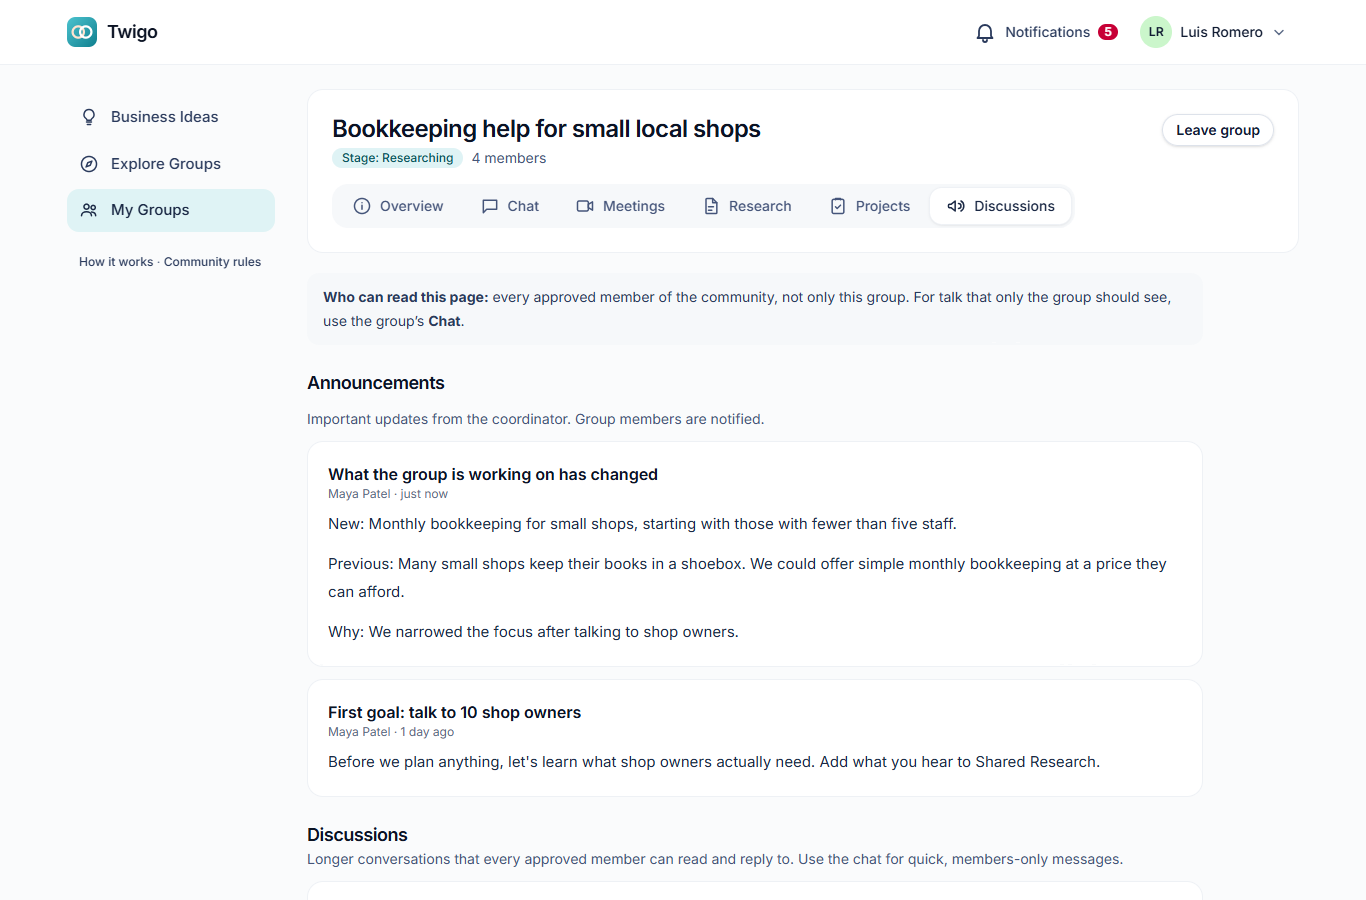 Twigo
Notifications 5
LR Luis Romero
Business Ideas
Explore Groups
My Groups
How it works · Community rules
Bookkeeping help for small local shops
Leave group
Stage: Researching 4 members
Overview Chat Meetings Research Projects Discussions
Who can read this page: every approved member of the community, not only this group. For talk that only the group should see,
use the group’s Chat.
Announcements
Important updates from the coordinator. Group members are notified.
What the group is working on has changed
Maya Patel · just now
New: Monthly bookkeeping for small shops, starting with those with fewer than five staff.
Previous: Many small shops keep their books in a shoebox. We could offer simple monthly bookkeeping at a price they
can afford.
Why: We narrowed the focus after talking to shop owners.
First goal: talk to 10 shop owners
Maya Patel · 1 day ago
Before we plan anything, let's learn what shop owners actually need. Add what you hear to Shared Research.
Discussions
Longer conversations that every approved member can read and reply to. Use the chat for quick, members-only messages.